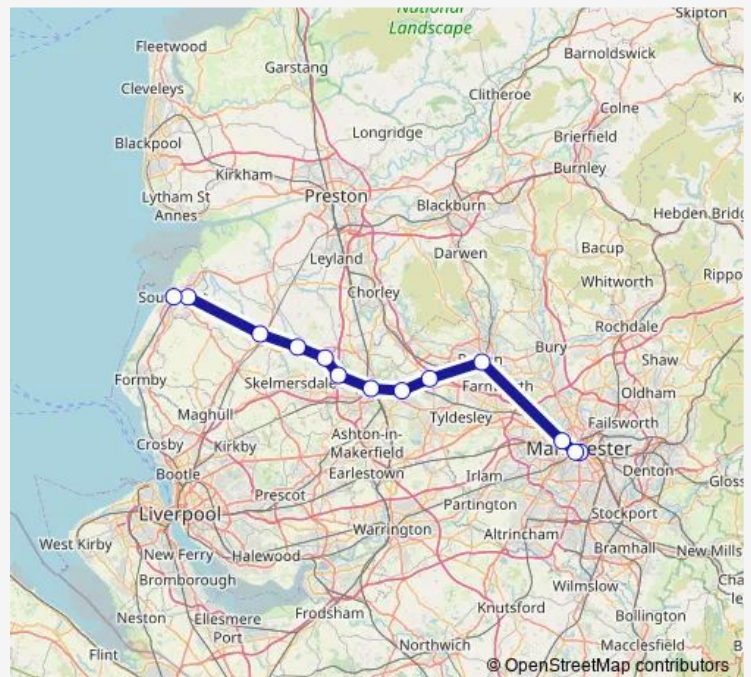 National
Landscape
Skipton
Fleetwood
Barnoldswick
Garstang
Cleveleys
Clitheroe
Colne
Longridge
Brierfield
Blackpool
Kirkham
Burnley
Preston
Lytham St
Annes
Blackburn
Hebden Bridg
Darwen
Bacup
Leyland
Rippo
Whitworth
Chorley
Sou
Rochdale
Bury
Shaw
Formby
Skelmersdale
Oldham
Maghull
Tyldesley
Failsworth
Crosby
Kirkby
Ashton-in-
Makerfield
Earlestown
Denton
Bootle
Irlam
Gloss
Prescot
Partington
Liverpool
Stockport
Warrington
Altrincham
West Kirby
New Ferry
Halewood
Bramhall
New Mills
Bromborough
Wilmslow
Cha
le
Neston
Ellesmere
Port
Frodsham
Knutsford
Bollington
Flint
Northwich
Macclesfield
B
© OpenStreetMap contributors